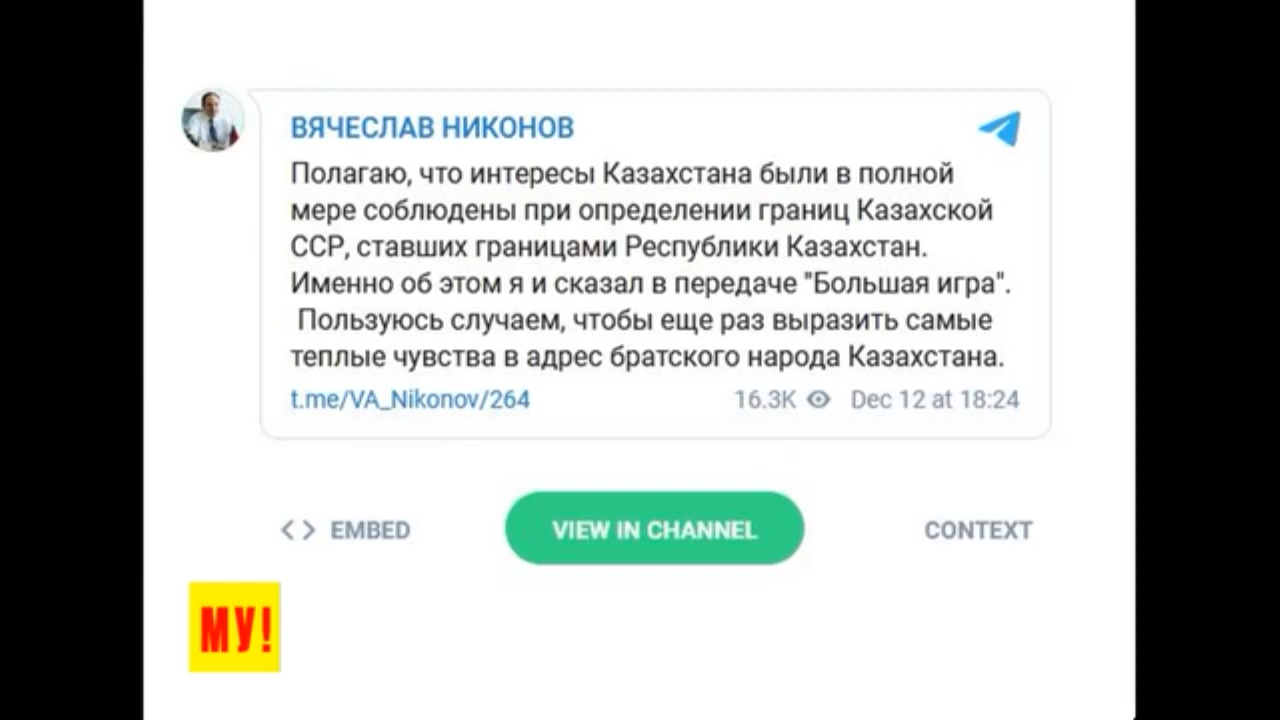 ВЯЧЕСЛАВ НИКОНОВ
Полагаю, что интересы Казахстана были в полной
мере соблюдены при определении границ Казахской
ССР, ставших границами Республики Казахстан.
Именно об этом я и сказал в передаче "Большая игра".
Пользуюсь случаем, чтобы еще раз выразить самые
теплые чувства в адрес братского народа Казахстана.
t.me/VA_Nikonov/264 16.3K Dec 12 at 18:24
EMBED VIEW IN CHANNEL CONTEXT
МУ!